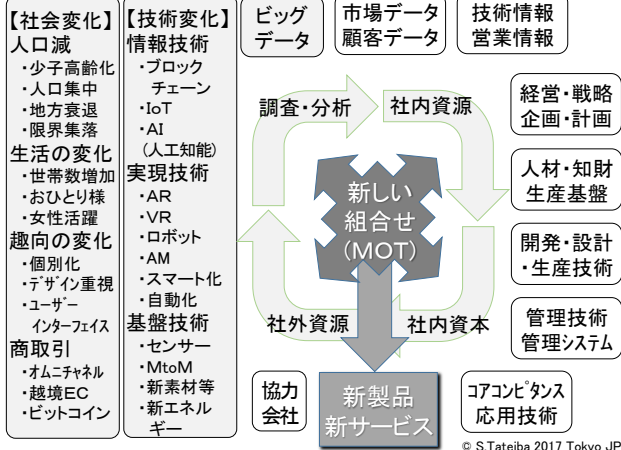 【社会変化】
人口減
・少子高齢化
・人口集中
・地方衰退
・限界集落
生活の変化
・世帯数増加
・おひとり様
・女性活躍
趣向の変化
・個別化
・ﾃﾞｻﾞｲﾝ重視
・ﾕｰｻﾞｰ
ｲﾝﾀｰﾌｪｲｽ
商取引
・ｵﾑﾆﾁｬﾈﾙ
・越境EC
・ビットコイン
【技術変化】
情報技術
・ブロック
チェーン
・IoT
・AI
(人工知能)
実現技術
・AR
・VR
・ロボット
・AM
・スマート化
・自動化
基盤技術
・センサー
・MtoM
・新素材等
・新エネル
ギー
ビッグ
データ
市場データ
顧客データ
技術情報
営業情報
調査・分析
社内資源
新しい
組合せ
(MOT)
社外資源
社内資本
経営・戦略
企画・計画
人材・知財
生産基盤
開発・設計
・生産技術
管理技術
管理ｼｽﾃﾑ
協力
会社
新製品
新サービス
ｺｱｺﾝﾋﾟﾀﾝｽ
応用技術
© S.Tateiba 2017 Tokyo JP